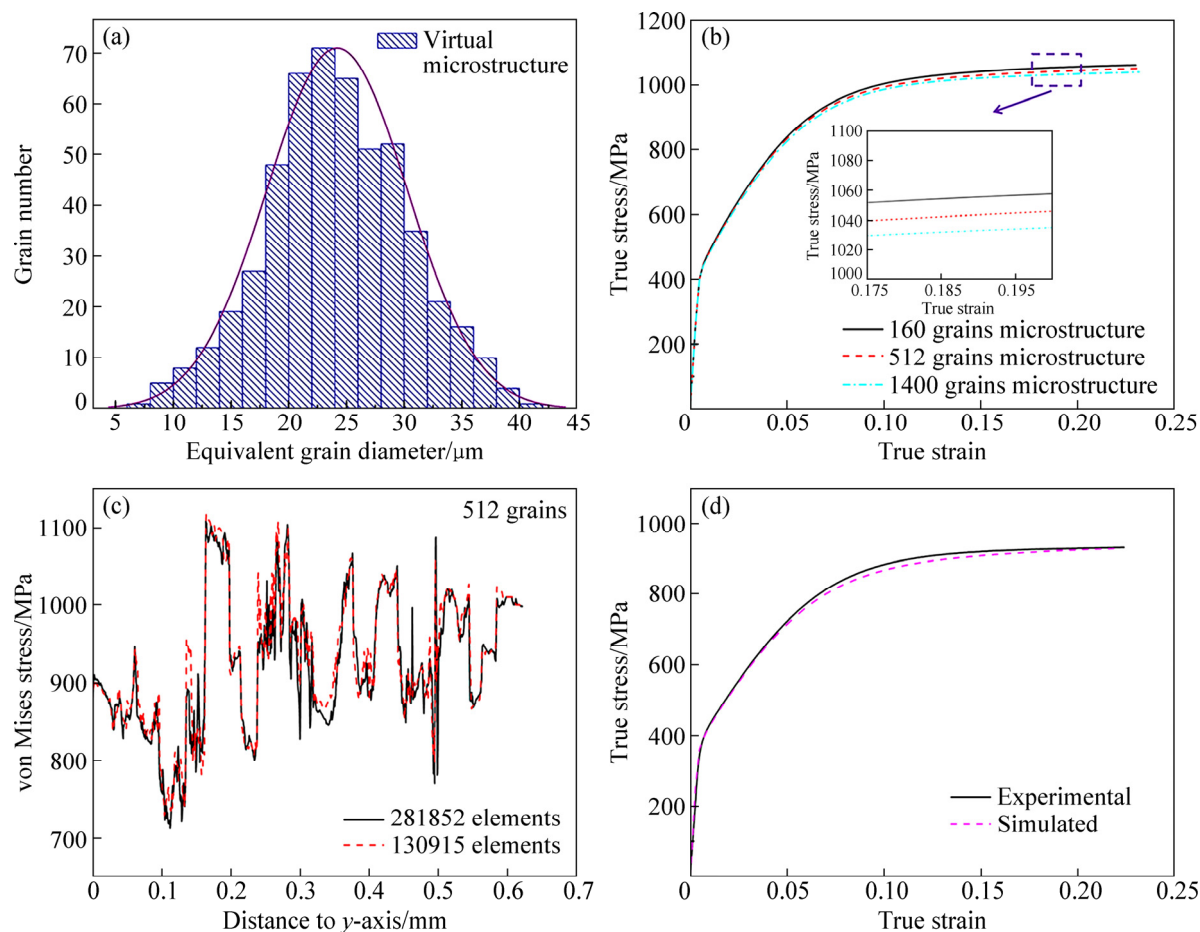 (a)
Virtual
microstructure
Grain number
70
60
50
40
30
20
10
0
5 10 15 20 25 30 35 40 45
Equivalent grain diameter/μm
(b)
True stress/MPa
1200
1000
800
600
400
200
0 0.05 0.10 0.15 0.20 0.25
True strain
True stress/MPa
1100
1080
1060
1040
1020
1000
0.175 0.185 0.195
True strain
160 grains microstructure
512 grains microstructure
1400 grains microstructure
(c)
512 grains
von Mises stress/MPa
1100
1000
900
800
700
281852 elements
130915 elements
0 0.1 0.2 0.3 0.4 0.5 0.6 0.7
Distance to y-axis/mm
(d)
True stress/MPa
1000
800
600
400
200
Experimental
Simulated
0 0.05 0.10 0.15 0.20 0.25
True strain